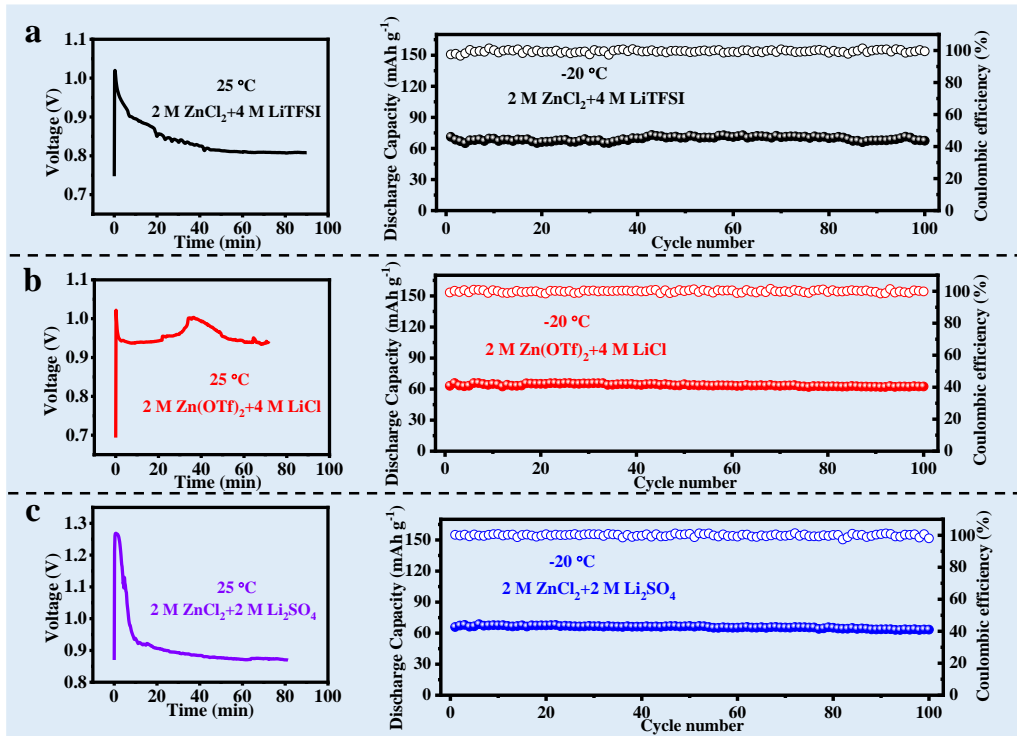 a
1.1
1.0
0.9
0.8
0.7
Voltage (V)
0 20 40 60 80 100
Time (min)
25 °C
2 M ZnCl₂+4 M LiTFSI
150
120
90
60
30
0
Discharge Capacity (mAh g⁻¹)
0 20 40 60 80 100
Cycle number
100
80
60
40
20
0
Coulombic efficiency (%)
-20 °C
2 M ZnCl₂+4 M LiTFSI
b
1.1
1.0
0.9
0.8
0.7
Voltage (V)
0 20 40 60 80 100
Time (min)
25 °C
2 M Zn(OTf)₂+4 M LiCl
150
120
90
60
30
0
Discharge Capacity (mAh g⁻¹)
0 20 40 60 80 100
Cycle number
100
80
60
40
20
0
Coulombic efficiency (%)
-20 °C
2 M Zn(OTf)₂+4 M LiCl
c
1.3
1.2
1.1
1.0
0.9
0.8
Voltage (V)
0 20 40 60 80 100
Time (min)
25 °C
2 M ZnCl₂+2 M Li₂SO₄
150
120
90
60
30
0
Discharge Capacity (mAh g⁻¹)
0 20 40 60 80 100
Cycle number
100
80
60
40
20
0
Coulombic efficiency (%)
-20 °C
2 M ZnCl₂+2 M Li₂SO₄